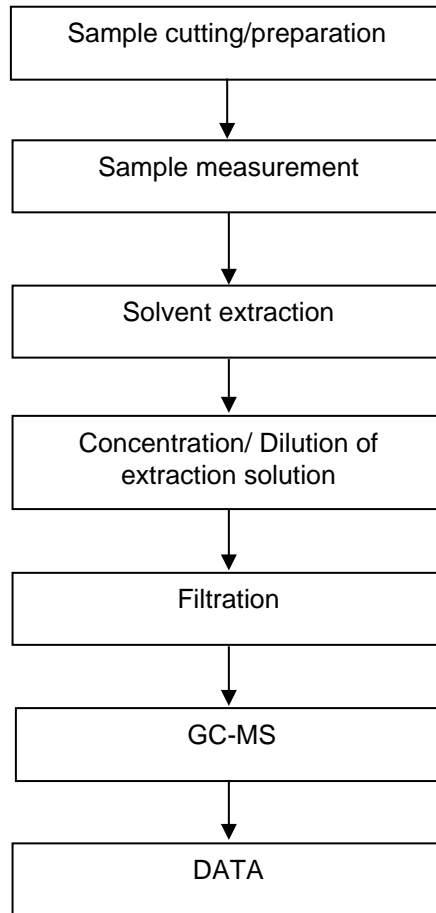 Sample cutting/preparation
Sample measurement
Solvent extraction
Concentration/ Dilution of
extraction solution
Filtration
GC-MS
DATA